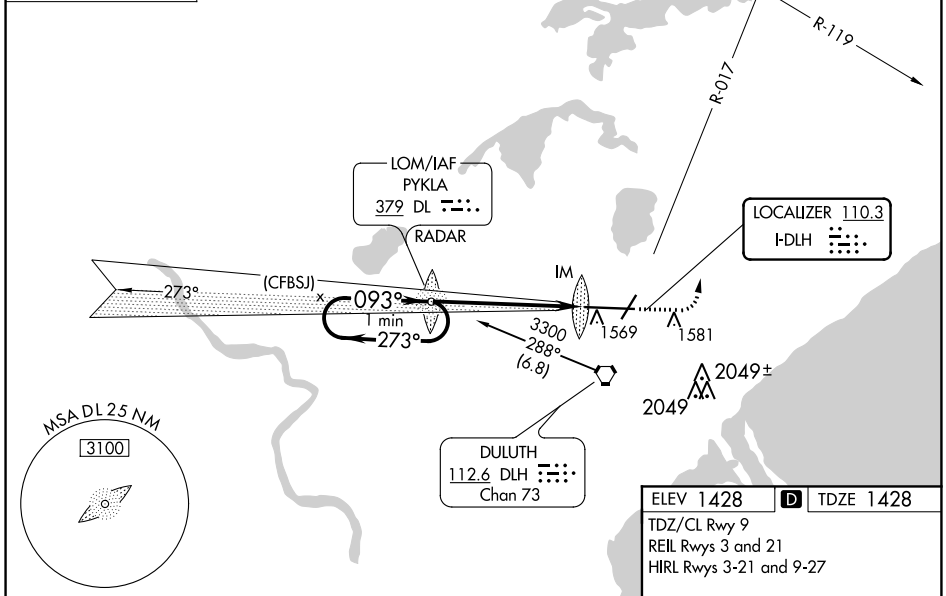 R-119
R-017
LOM/IAF
PYKLA
379 DL
RADAR
LOCALIZER 110.3
I-DLH
IM
(CFBSJ)
273°
x
093°
1 min
273°
3300
288°
(6.8)
1569
1581
2049±
2049
MSA DL 25 NM
3100
DULUTH
112.6 DLH
Chan 73
ELEV 1428 D TDZE 1428
TDZ/CL Rwy 9
REIL Rwys 3 and 21
HIRL Rwys 3-21 and 9-27